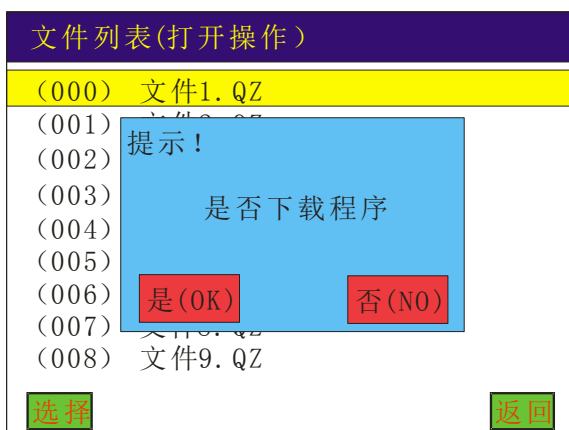 文件列表(打开操作）
(000) 文件1.QZ
(001)
(002)
(003)
(004)
(005)
(006)
(007)
(008) 文件9.QZ
提示！
是否下载程序
是(OK)
否(NO)
选择
返回